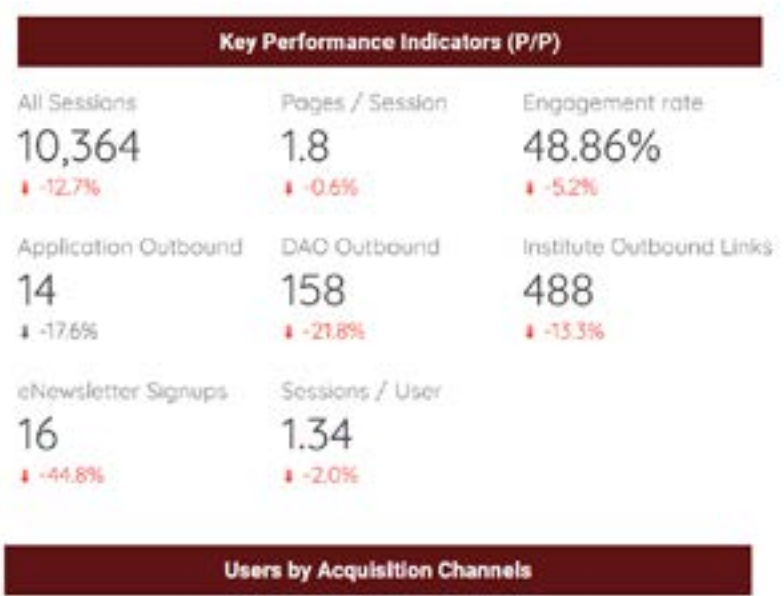 Key Performance Indicators (P/P)
All Sessions
Pages / Session
Engagement rate
10,364
1.8
48.86%
-12.7%
-0.6%
-5.2%
Application Outbound
DAO Outbound
Institute Outbound Links
14
158
488
-17.6%
-21.8%
-13.3%
eNewsletter Signups
Sessions / User
16
1.34
-44.8%
-2.0%
Users by Acquisition Channels